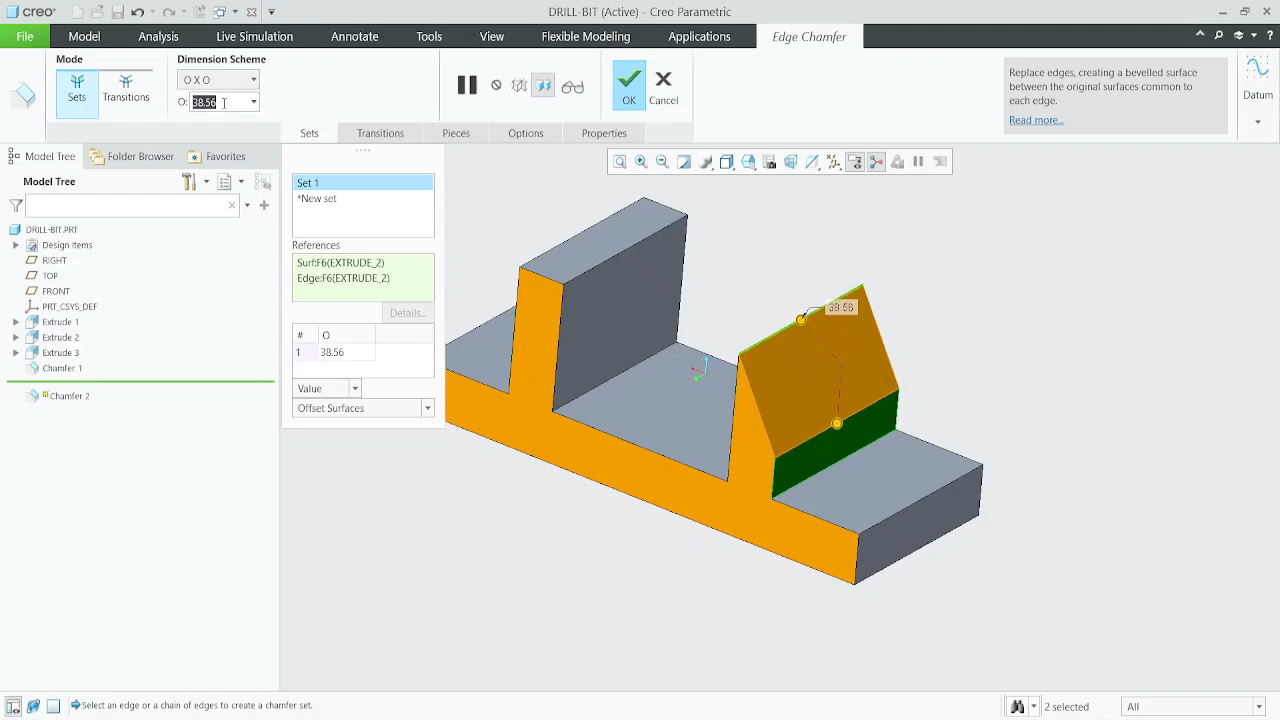 creo
DRILL-BIT (Active) - Creo Parametric
File
Model
Analysis
Live Simulation
Annotate
Tools
View
Flexible Modeling
Applications
Edge Chamfer
Mode
Sets
Transitions
Dimension Scheme
O X O
O: 38.56
OK
Cancel
Replace edges, creating a bevelled surface
between the original surfaces common to
each edge.
Read more...
Datum
Sets
Transitions
Pieces
Options
Properties
Model Tree
Folder Browser
Favorites
Model Tree
DRILL-BIT.PRT
Design Items
RIGHT
TOP
FRONT
PRT_CSYS_DEF
Extrude 1
Extrude 2
Extrude 3
Chamfer 1
Chamfer 2
Set 1
*New set
References
Surf:F6(EXTRUDE_2)
Edge:F6(EXTRUDE_2)
Details...
# O
1 38.56
Value
Offset Surfaces
38.56
Select an edge or a chain of edges to create a chamfer set.
2 selected
All